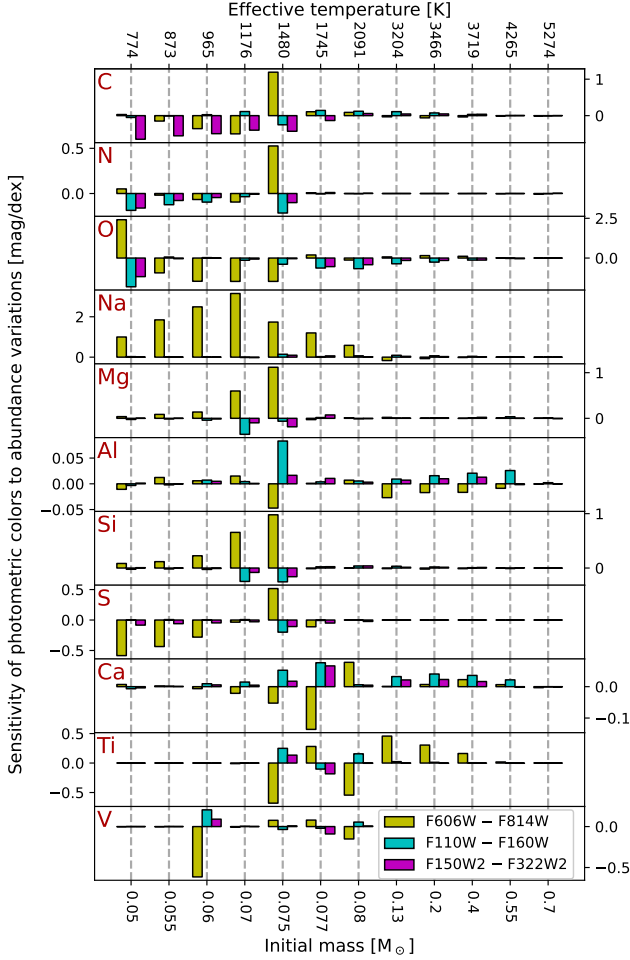 Effective temperature [K]
774 873 965 1176 1480 1745 2091 3204 3466 3719 4265 5274
Sensitivity of photometric colors to abundance variations [mag/dex]
C
1
0
N
0.5
0.0
O
2.5
0.0
Na
2
0
Mg
1
0
Al
0.05
0.00
−0.05
Si
1
0
S
0.5
0.0
−0.5
Ca
0.0
−0.1
Ti
0.5
0.0
−0.5
V
0.0
−0.5
F606W − F814W
F110W − F160W
F150W2 − F322W2
0.05 0.055 0.06 0.07 0.075 0.077 0.08 0.13 0.2 0.4 0.55 0.7
Initial mass [M⊙]